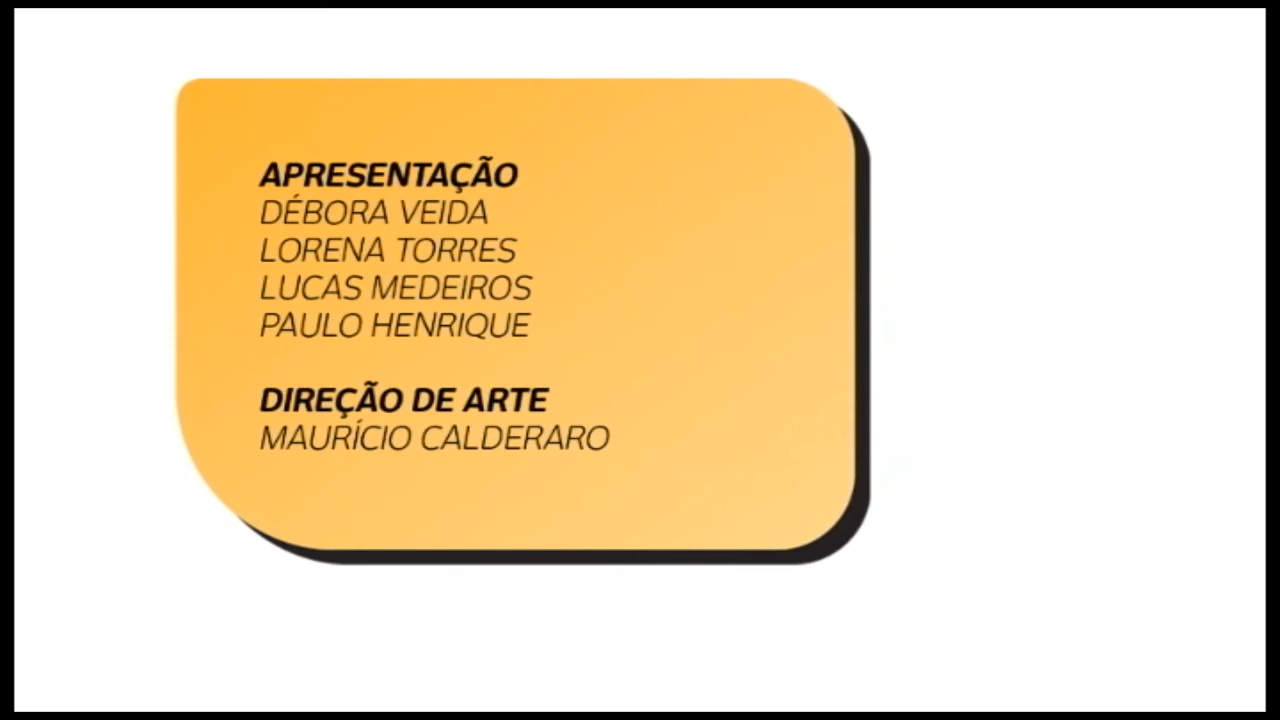 APRESENTAÇÃO
DÉBORA VEIDA
LORENA TORRES
LUCAS MEDEIROS
PAULO HENRIQUE
DIREÇÃO DE ARTE
MAURÍCIO CALDERARO